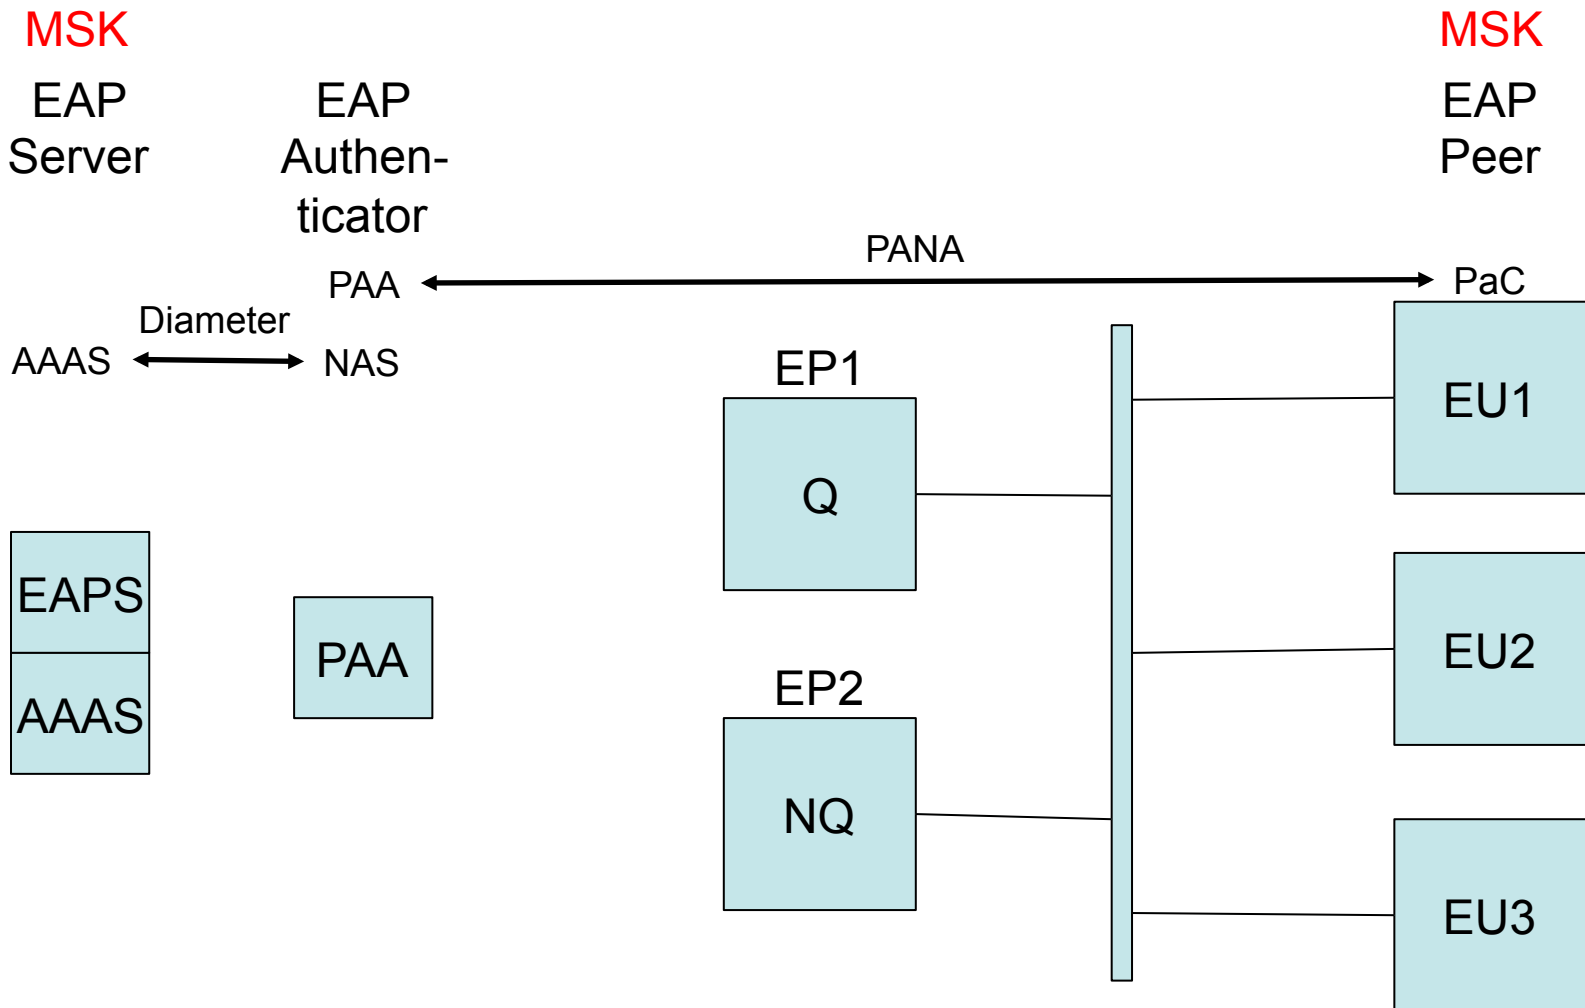 MSK
MSK
EAP
Server
EAP
Authen-
ticator
EAP
Peer
PANA
PAA
PaC
Diameter
AAAS
NAS
EP1
EU1
Q
EAPS
AAAS
PAA
EU2
EP2
NQ
EU3